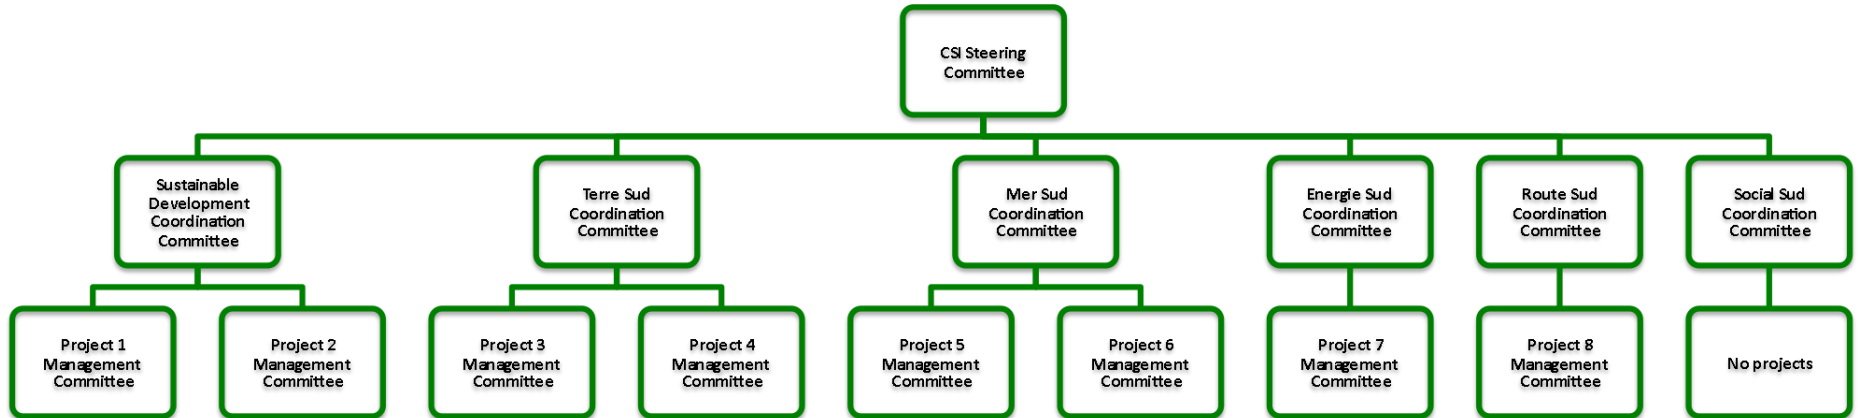 CSI Steering
Committee
Sustainable
Development
Coordination
Committee
Terre Sud
Coordination
Committee
Mer Sud
Coordination
Committee
Energie Sud
Coordination
Committee
Route Sud
Coordination
Committee
Social Sud
Coordination
Committee
Project 1
Management
Committee
Project 2
Management
Committee
Project 3
Management
Committee
Project 4
Management
Committee
Project 5
Management
Committee
Project 6
Management
Committee
Project 7
Management
Committee
Project 8
Management
Committee
No projects